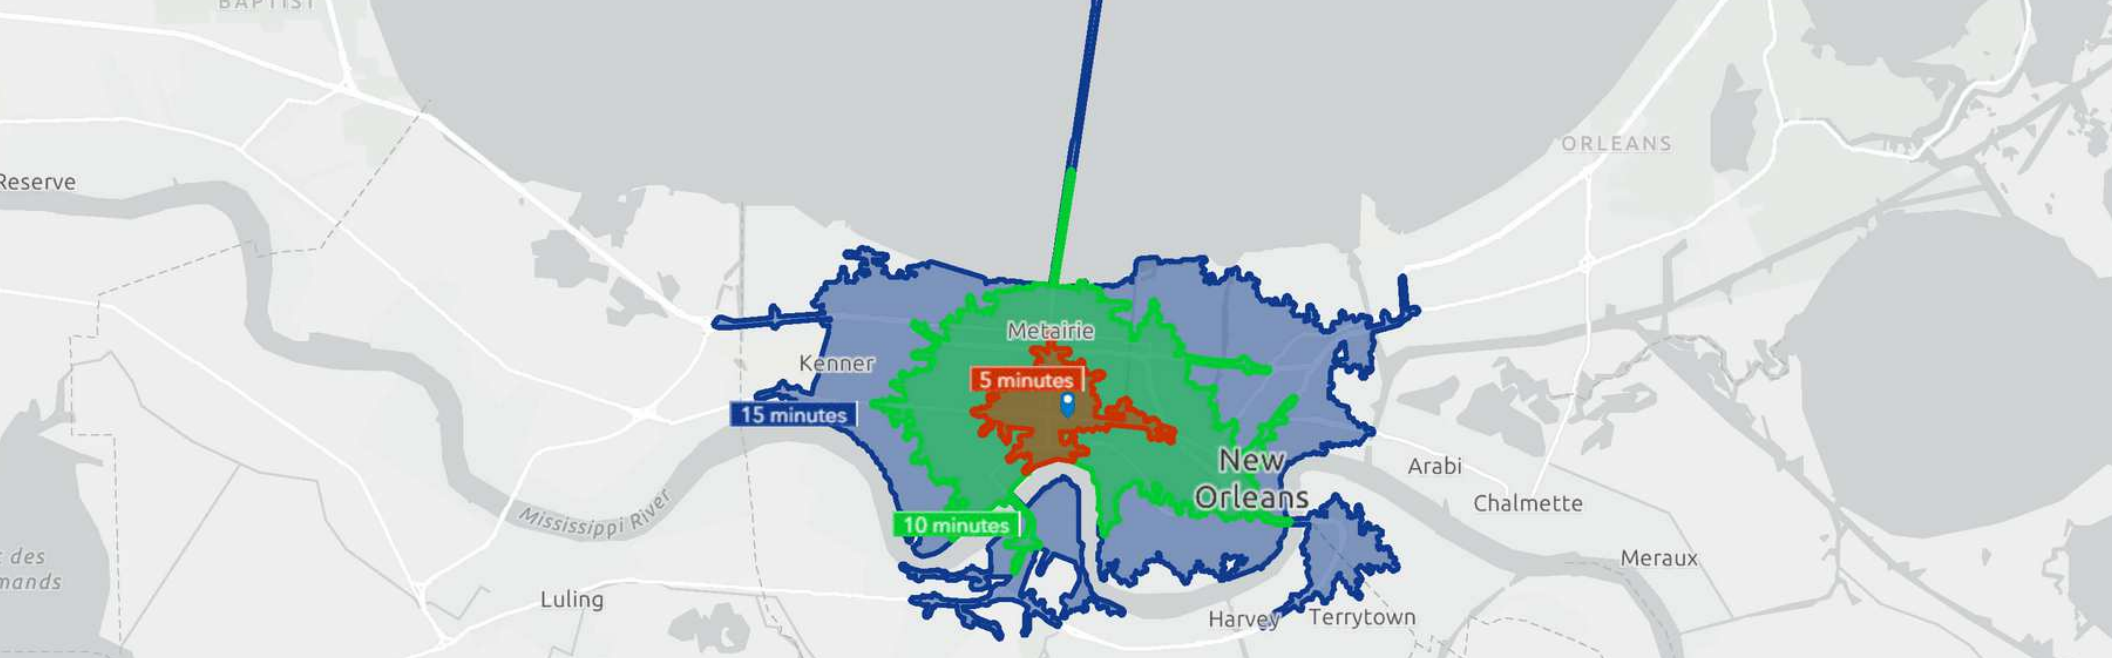 BAPTIST
ORLEANS
Reserve
Metairie
Kenner
5 minutes
15 minutes
New
Orleans
Arabi
Chalmette
Mississippi River
10 minutes
des
Meraux
Luling
Harvey
Terrytown